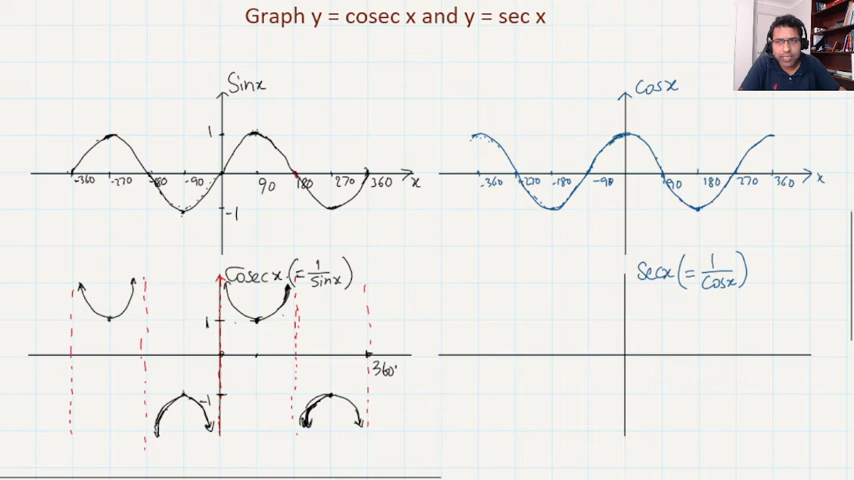 Graph y = cosec x and y = sec x
Sinx
1
-360 -270 -180 -90 90 180 270 360 x
-1
Cosx
-360 -270 -180 -90 90 180 270 360 x
Cosec x (= 1/Sinx)
1
360°
-1
Secx (= 1/Cosx)